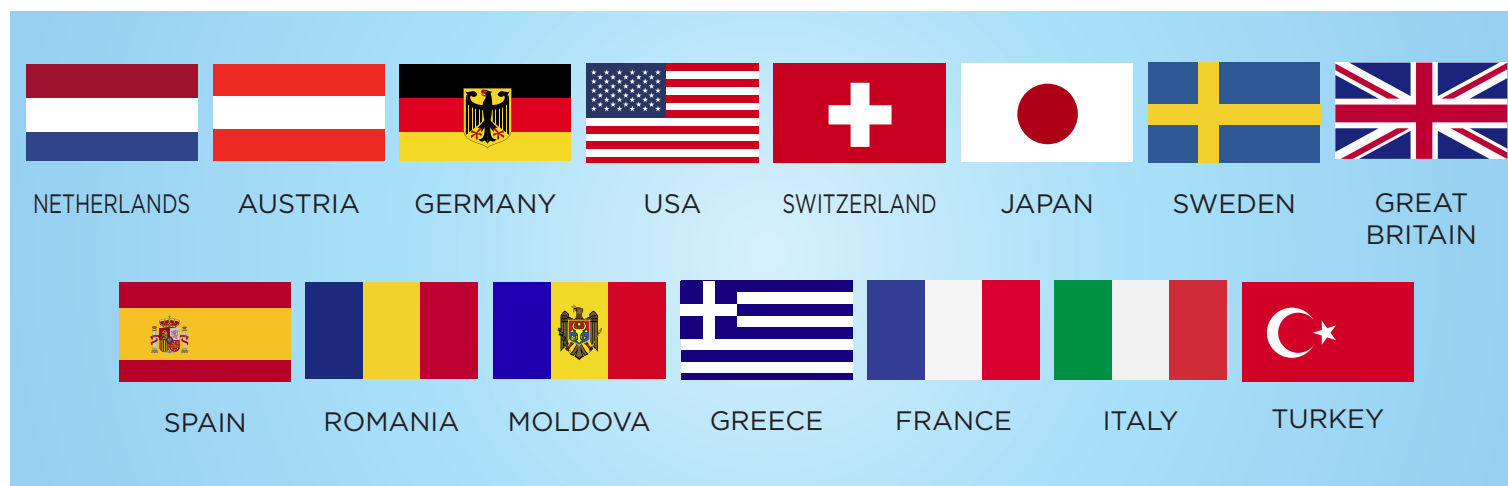 NETHERLANDS AUSTRIA GERMANY USA SWITZERLAND JAPAN SWEDEN GREAT
BRITAIN
SPAIN ROMANIA MOLDOVA GREECE FRANCE ITALY TURKEY